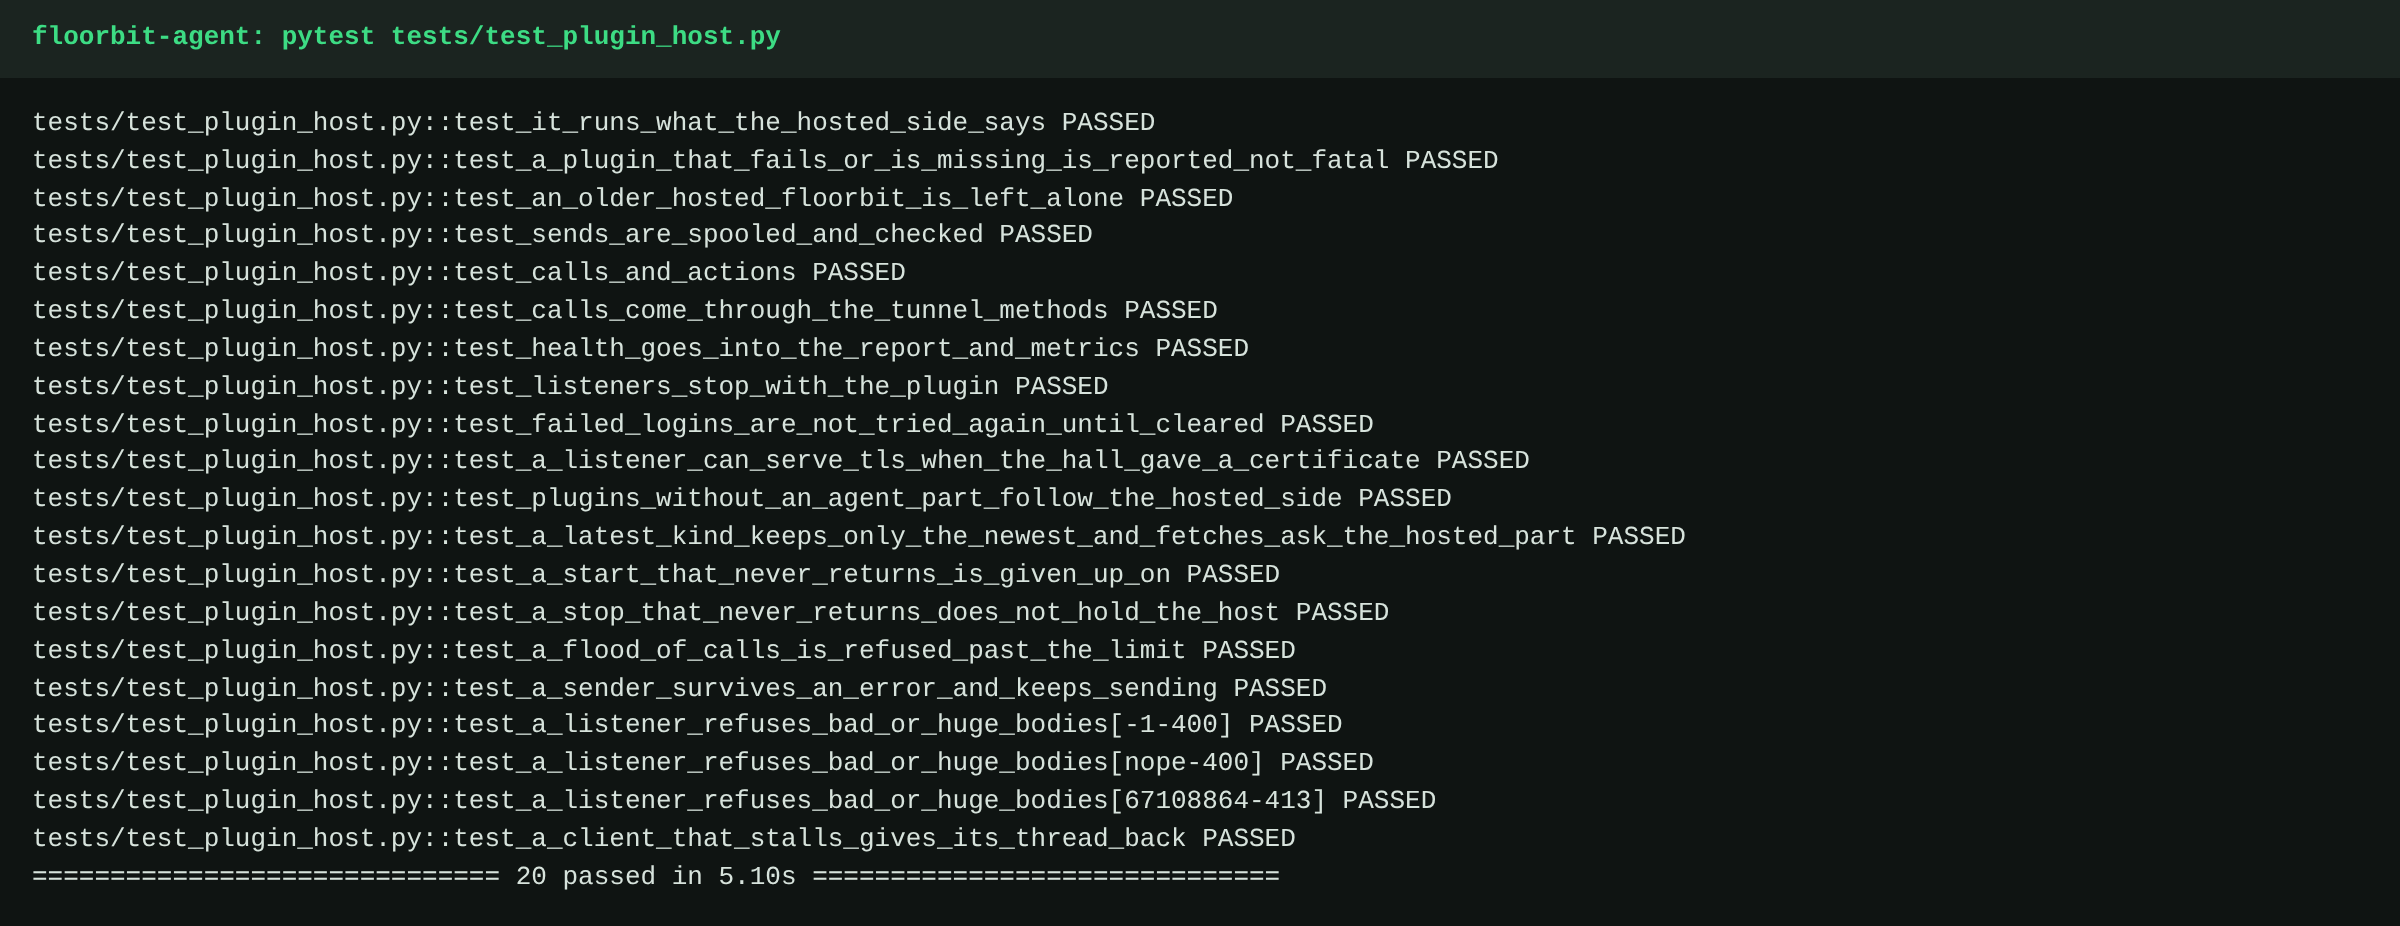 floorbit-agent: pytest tests/test_plugin_host.py
tests/test_plugin_host.py::test_it_runs_what_the_hosted_side_says PASSED
tests/test_plugin_host.py::test_a_plugin_that_fails_or_is_missing_is_reported_not_fatal PASSED
tests/test_plugin_host.py::test_an_older_hosted_floorbit_is_left_alone PASSED
tests/test_plugin_host.py::test_sends_are_spooled_and_checked PASSED
tests/test_plugin_host.py::test_calls_and_actions PASSED
tests/test_plugin_host.py::test_calls_come_through_the_tunnel_methods PASSED
tests/test_plugin_host.py::test_health_goes_into_the_report_and_metrics PASSED
tests/test_plugin_host.py::test_listeners_stop_with_the_plugin PASSED
tests/test_plugin_host.py::test_failed_logins_are_not_tried_again_until_cleared PASSED
tests/test_plugin_host.py::test_a_listener_can_serve_tls_when_the_hall_gave_a_certificate PASSED
tests/test_plugin_host.py::test_plugins_without_an_agent_part_follow_the_hosted_side PASSED
tests/test_plugin_host.py::test_a_latest_kind_keeps_only_the_newest_and_fetches_ask_the_hosted_part PASSED
tests/test_plugin_host.py::test_a_start_that_never_returns_is_given_up_on PASSED
tests/test_plugin_host.py::test_a_stop_that_never_returns_does_not_hold_the_host PASSED
tests/test_plugin_host.py::test_a_flood_of_calls_is_refused_past_the_limit PASSED
tests/test_plugin_host.py::test_a_sender_survives_an_error_and_keeps_sending PASSED
tests/test_plugin_host.py::test_a_listener_refuses_bad_or_huge_bodies[-1-400] PASSED
tests/test_plugin_host.py::test_a_listener_refuses_bad_or_huge_bodies[nope-400] PASSED
tests/test_plugin_host.py::test_a_listener_refuses_bad_or_huge_bodies[67108864-413] PASSED
tests/test_plugin_host.py::test_a_client_that_stalls_gives_its_thread_back PASSED
============================== 20 passed in 5.10s ==============================